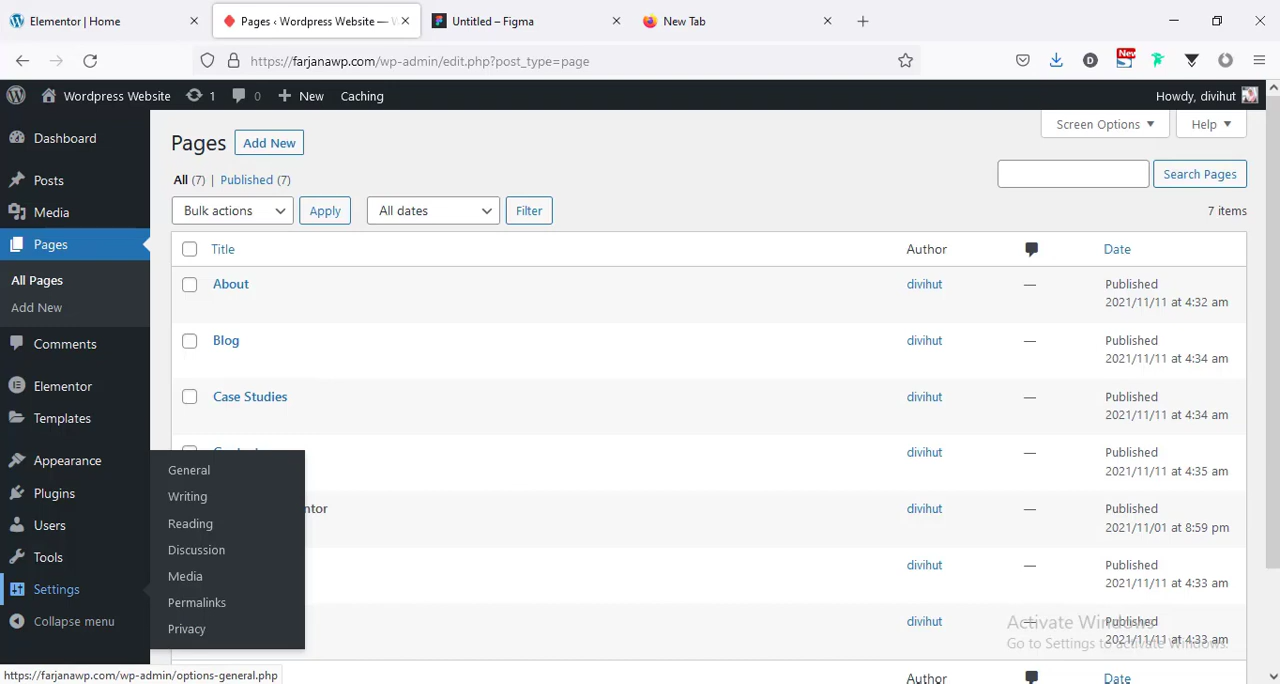 Elementor | Home
Pages ‹ Wordpress Website — W
Untitled – Figma
New Tab
https://farjanawp.com/wp-admin/edit.php?post_type=page
New
Wordpress Website 1 0 New Caching
Howdy, divihut
Dashboard
Posts
Media
Pages
All Pages
Add New
Comments
Elementor
Templates
Appearance
Plugins
Users
Tools
Settings
Collapse menu
General
Writing
Reading
Discussion
Media
Permalinks
Privacy
Pages Add New
Screen Options Help
All (7) | Published (7)
Search Pages
Bulk actions Apply All dates Filter
7 items
Title Author Date
About divihut — Published
2021/11/11 at 4:32 am
Blog divihut — Published
2021/11/11 at 4:34 am
Case Studies divihut — Published
2021/11/11 at 4:34 am
divihut — Published
2021/11/11 at 4:35 am
ntor divihut — Published
2021/11/01 at 8:59 pm
divihut — Published
2021/11/11 at 4:33 am
divihut — Published
2021/11/11 at 4:33 am
Activate Windows
Go to Settings to activate Windows.
Author Date
https://farjanawp.com/wp-admin/options-general.php